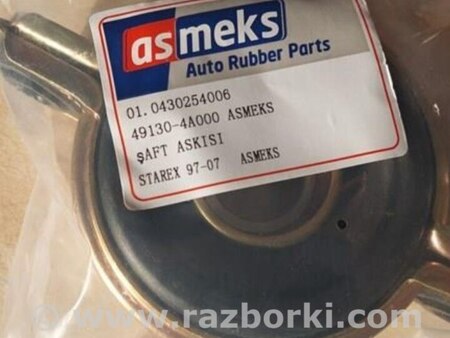 asmeks
Auto Rubber Parts
01.0430254006
49130-4A000 ASMEKS
ŞAFT ASKISI
STAREX 97-07 ASMEKS
www.razborki.com